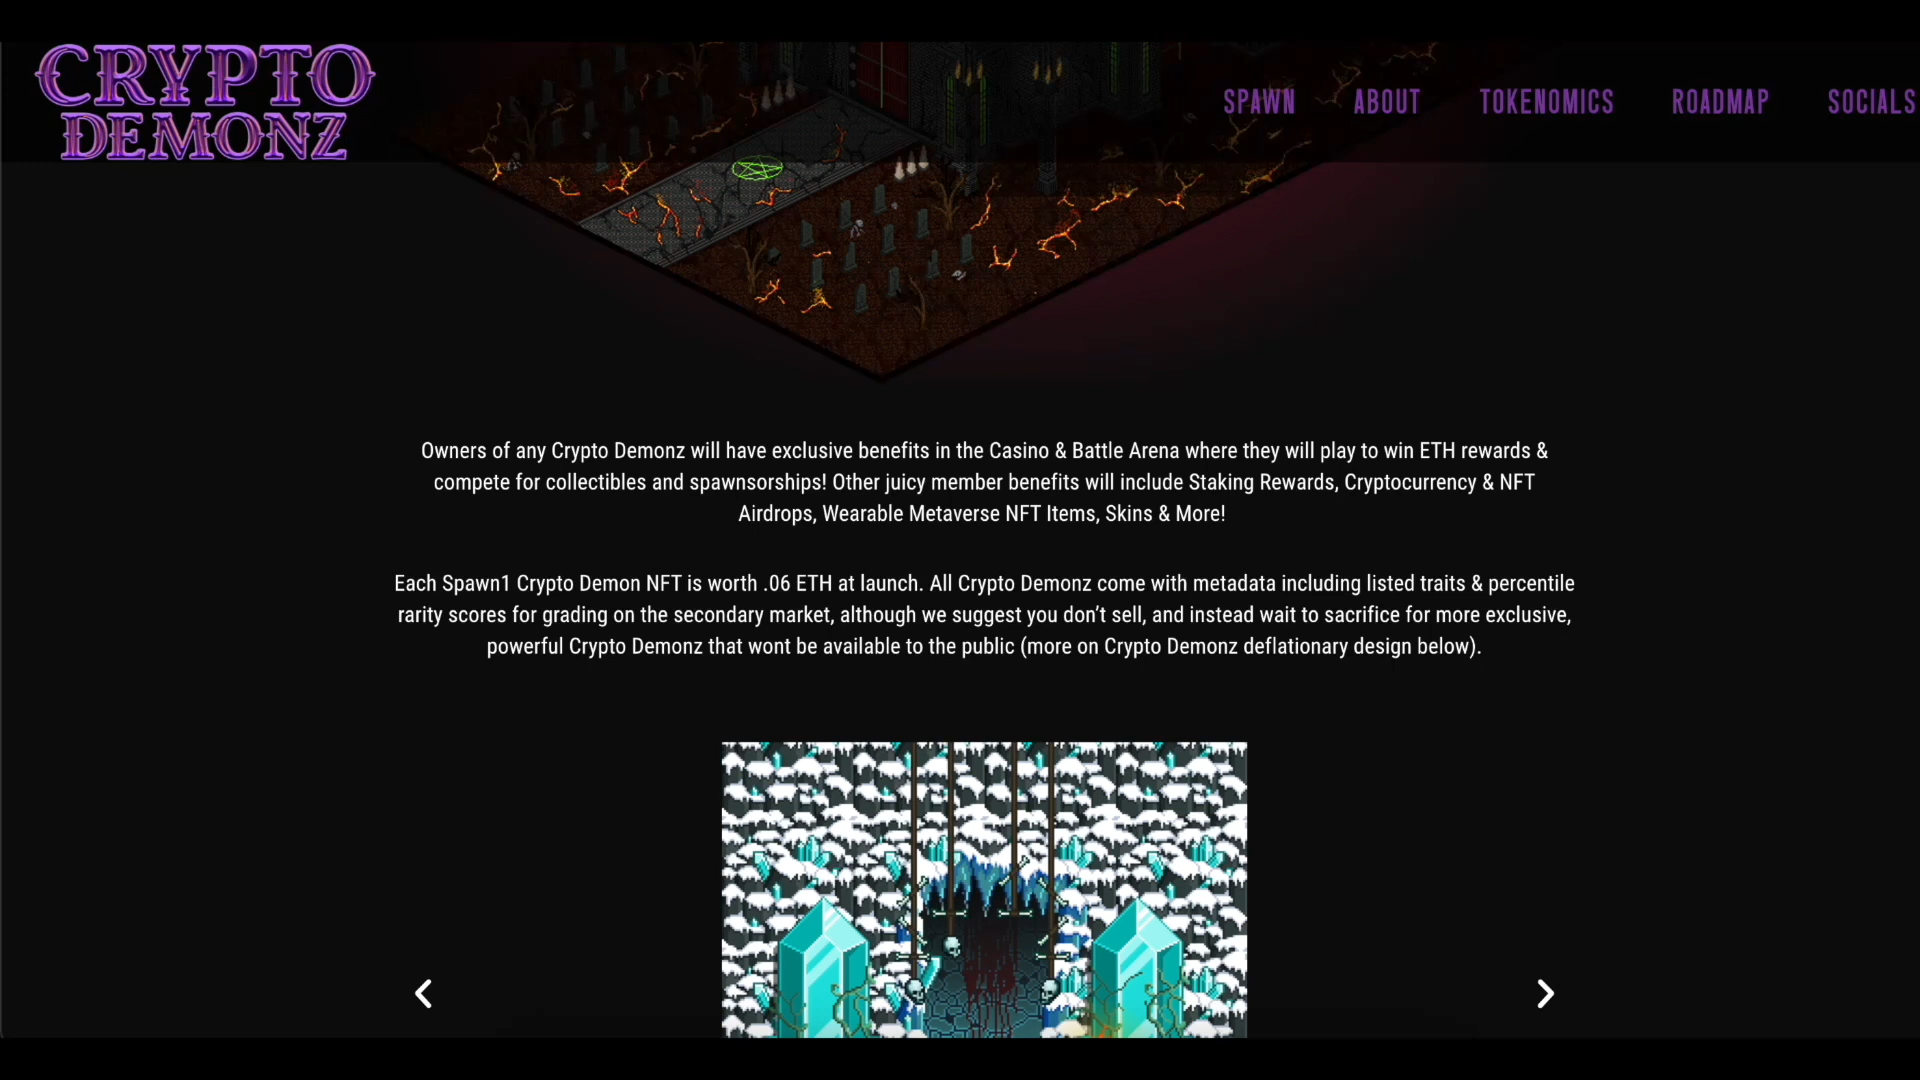 CRYPTO
DEMONZ
SPAWN ABOUT TOKENOMICS ROADMAP SOCIALS
Owners of any Crypto Demonz will have exclusive benefits in the Casino & Battle Arena where they will play to win ETH rewards &
compete for collectibles and spawnsorships! Other juicy member benefits will include Staking Rewards, Cryptocurrency & NFT
Airdrops, Wearable Metaverse NFT Items, Skins & More!
Each Spawn1 Crypto Demon NFT is worth .06 ETH at launch. All Crypto Demonz come with metadata including listed traits & percentile
rarity scores for grading on the secondary market, although we suggest you don’t sell, and instead wait to sacrifice for more exclusive,
powerful Crypto Demonz that wont be available to the public (more on Crypto Demonz deflationary design below).